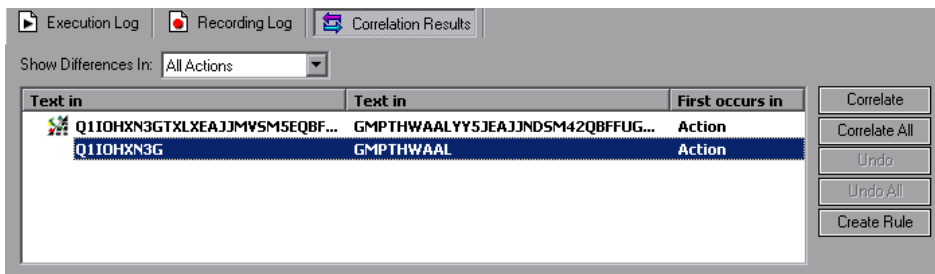 Execution Log Recording Log Correlation Results
Show Differences In: All Actions
Text in Text in First occurs in
Q1IOHXN3GTXLXEAJJMVSM5EQBF... GMPTHWAALYY5JEAJJNDSM42QBFFUG... Action
Q1IOHXN3G GMPTHWAAL Action
Correlate
Correlate All
Undo
Undo All
Create Rule